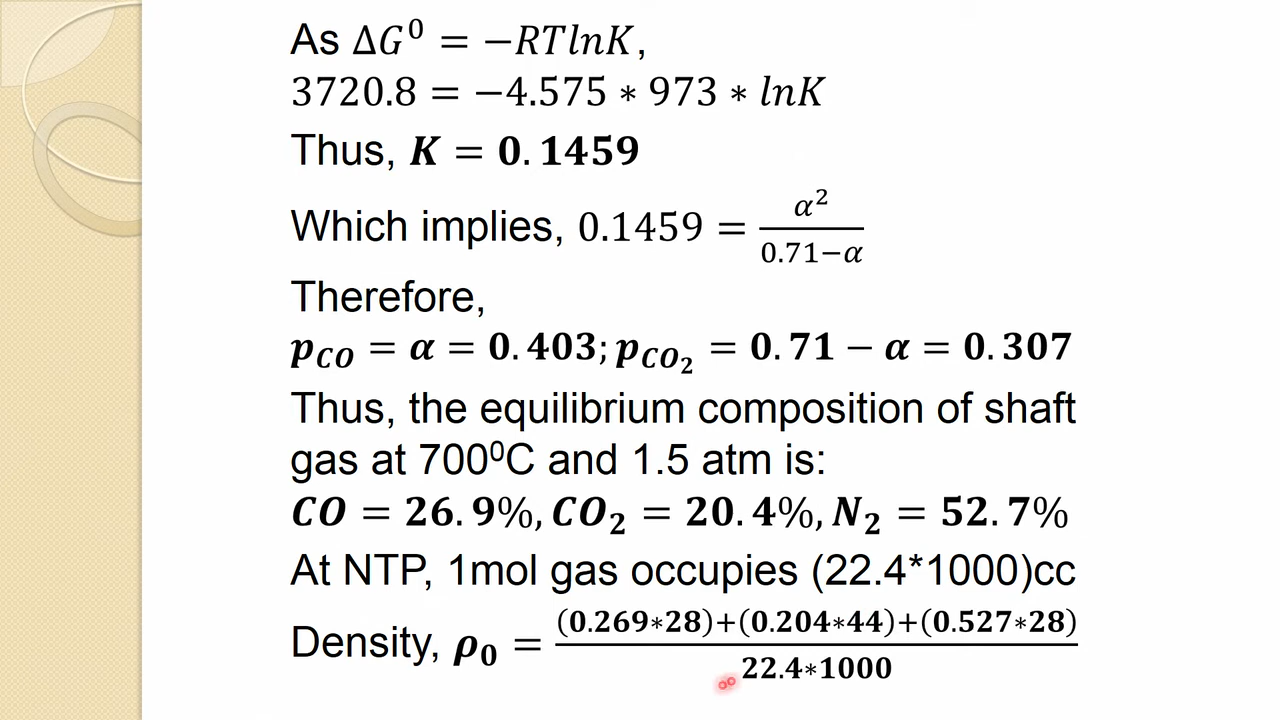 As Δ𝐺⁰ = −𝑅𝑇𝑙𝑛𝐾,
3720.8 = −4.575 ∗ 973 ∗ 𝑙𝑛𝐾
Thus, 𝑲 = 0.1459
Which implies, 0.1459 = α²/(0.71−α)
Therefore,
p_CO = α = 0.403; p_CO₂ = 0.71 − α = 0.307
Thus, the equilibrium composition of shaft
gas at 700⁰C and 1.5 atm is:
CO = 26.9%, CO₂ = 20.4%, N₂ = 52.7%
At NTP, 1mol gas occupies (22.4*1000)cc
Density, ρ₀ = ((0.269∗28)+(0.204∗44)+(0.527∗28))/(22.4∗1000)